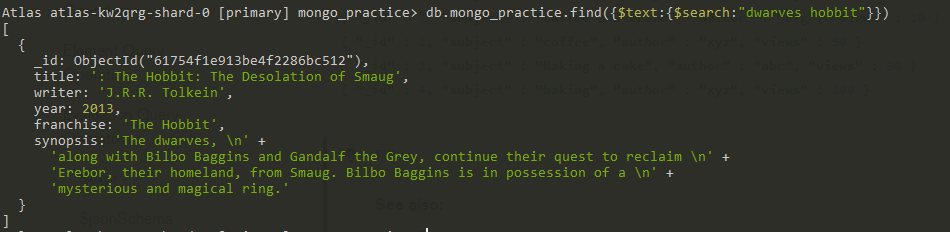 Atlas atlas-kw2qrg-shard-0 [primary] mongo_practice> db.mongo_practice.find({$text:{$search:"dwarves hobbit"}})
[
{
_id: ObjectId("61754f1e913be4f2286bc512"),
title: ': The Hobbit: The Desolation of Smaug',
writer: 'J.R.R. Tolkein',
year: 2013,
franchise: 'The Hobbit',
synopsis: 'The dwarves, \n' +
'along with Bilbo Baggins and Gandalf the Grey, continue their quest to reclaim \n' +
'Erebor, their homeland, from Smaug. Bilbo Baggins is in possession of a \n' +
'mysterious and magical ring.'
}
See also:
]